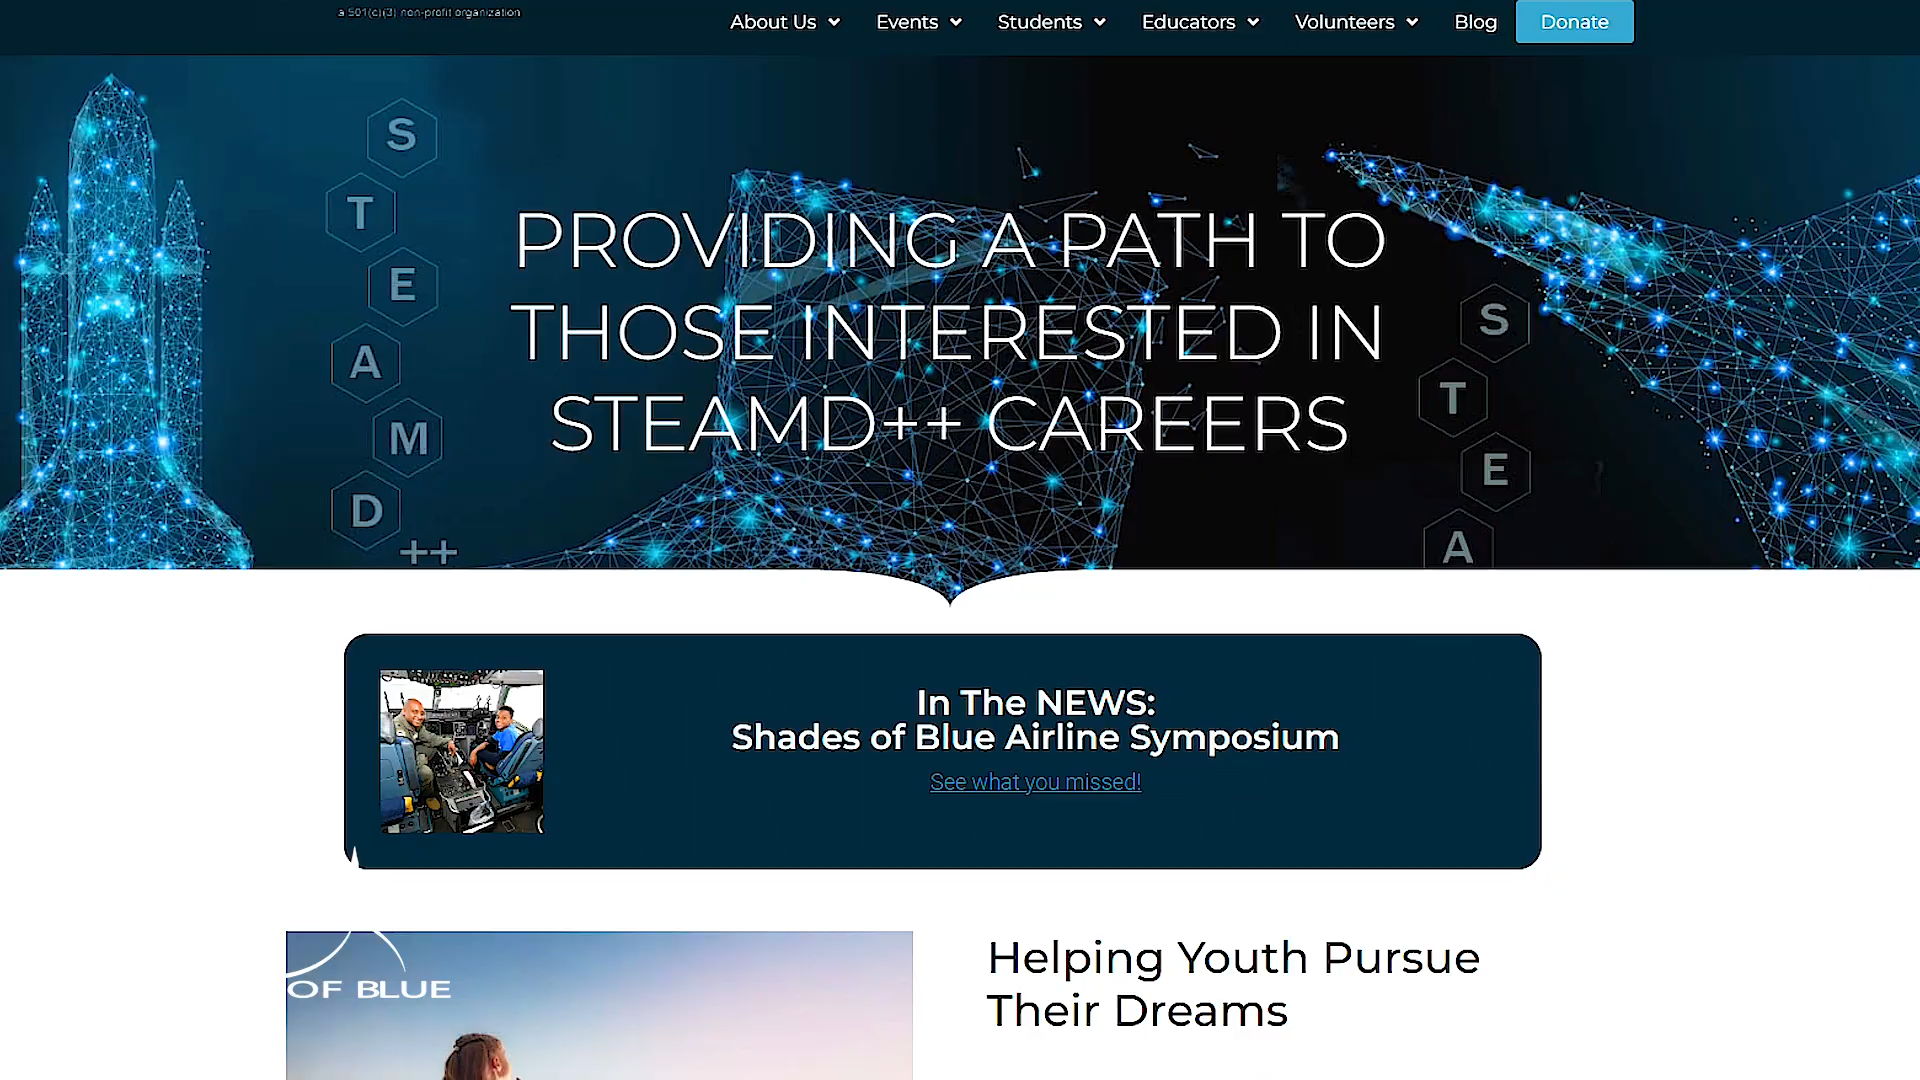 a 501(c)(3) non-profit organization
About Us
Events
Students
Educators
Volunteers
Blog
Donate
S
T
E
A
M
D
++
PROVIDING A PATH TO
THOSE INTERESTED IN
STEAMD++ CAREERS
S
T
E
A
In The NEWS:
Shades of Blue Airline Symposium
See what you missed!
OF BLUE
Helping Youth Pursue
Their Dreams